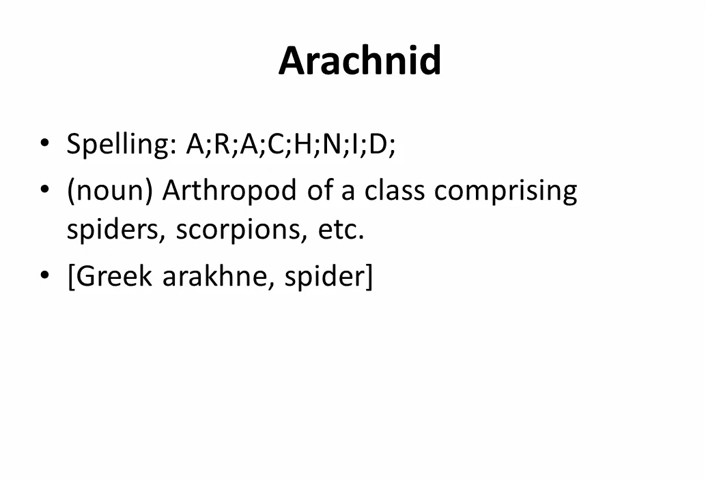 Arachnid
• Spelling: A;R;A;C;H;N;I;D;
• (noun) Arthropod of a class comprising
spiders, scorpions, etc.
• [Greek arakhne, spider]